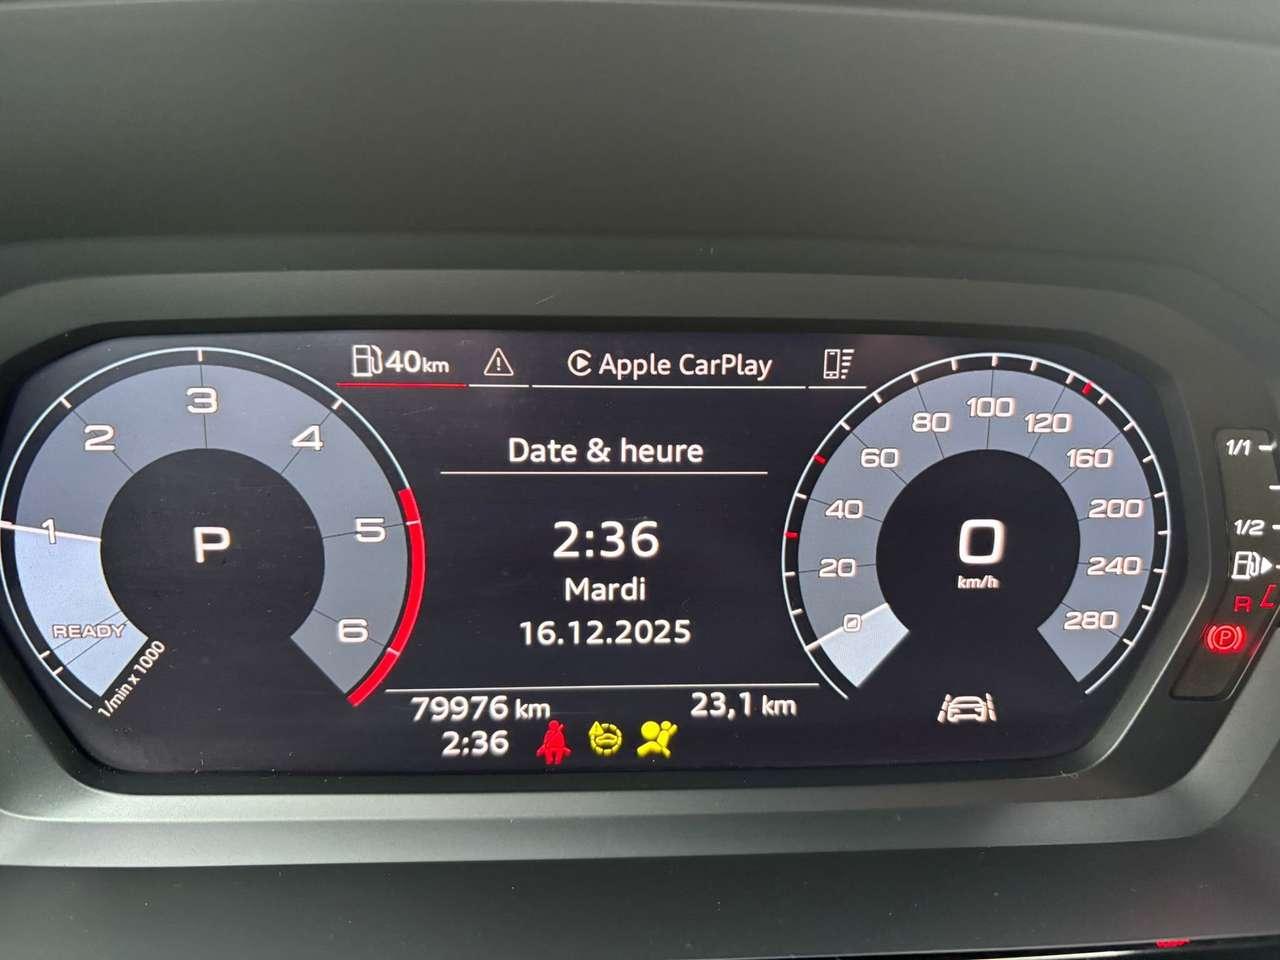 40 km
Apple CarPlay
Date & heure
2:36
Mardi
16.12.2025
79976 km
23,1 km
2:36
READY
1
2
3
4
5
6
1/min x 1000
P
0
20
40
60
80
100
120
160
200
240
280
0
km/h
1/1
1/2
R
P